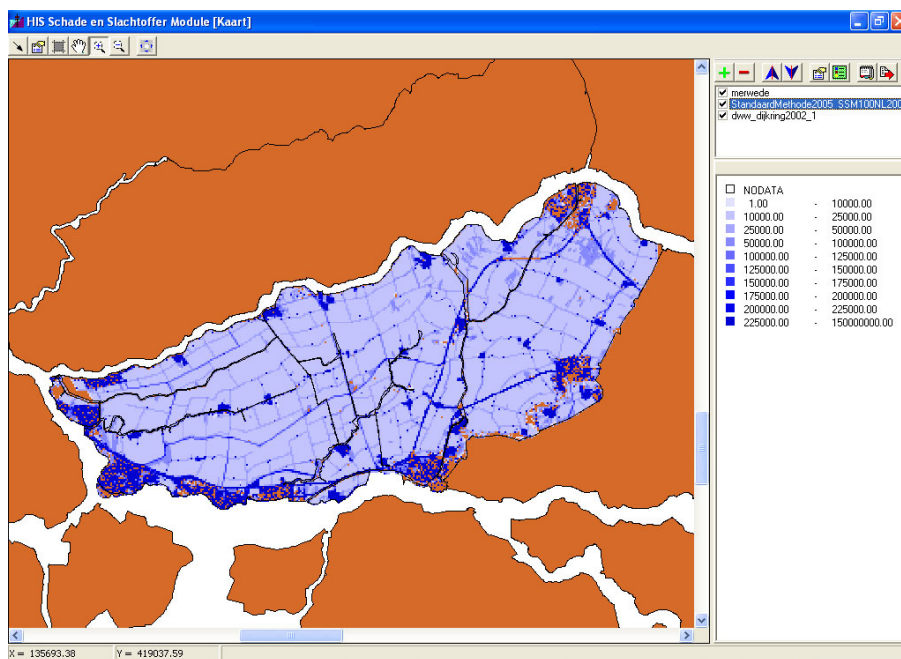 HIS Schade en Slachtoffer Module [Kaart]
merwede
StandaardMethode2005_SSM100NL200
dww_dijkring2002_1
NODATA
1.00 - 10000.00
10000.00 - 25000.00
25000.00 - 50000.00
50000.00 - 100000.00
100000.00 - 125000.00
125000.00 - 150000.00
150000.00 - 175000.00
175000.00 - 200000.00
200000.00 - 225000.00
225000.00 - 150000000.00
X = 135693.38 Y = 419037.59